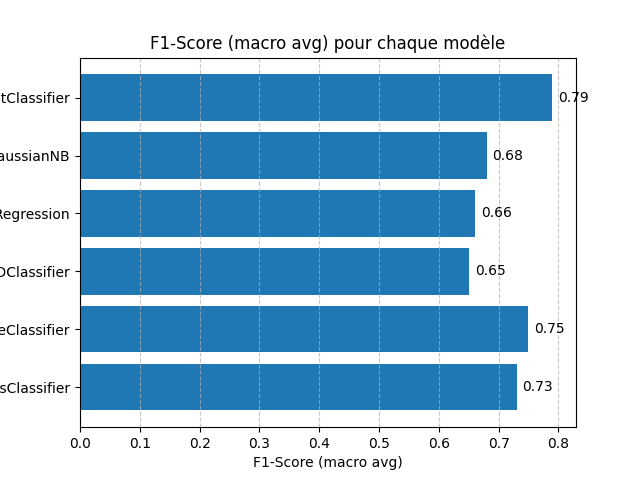 F1-Score (macro avg) pour chaque modèle
tClassifier
0.79
aussianNB
0.68
Regression
0.66
DClassifier
0.65
eClassifier
0.75
sClassifier
0.73
0.0 0.1 0.2 0.3 0.4 0.5 0.6 0.7 0.8
F1-Score (macro avg)